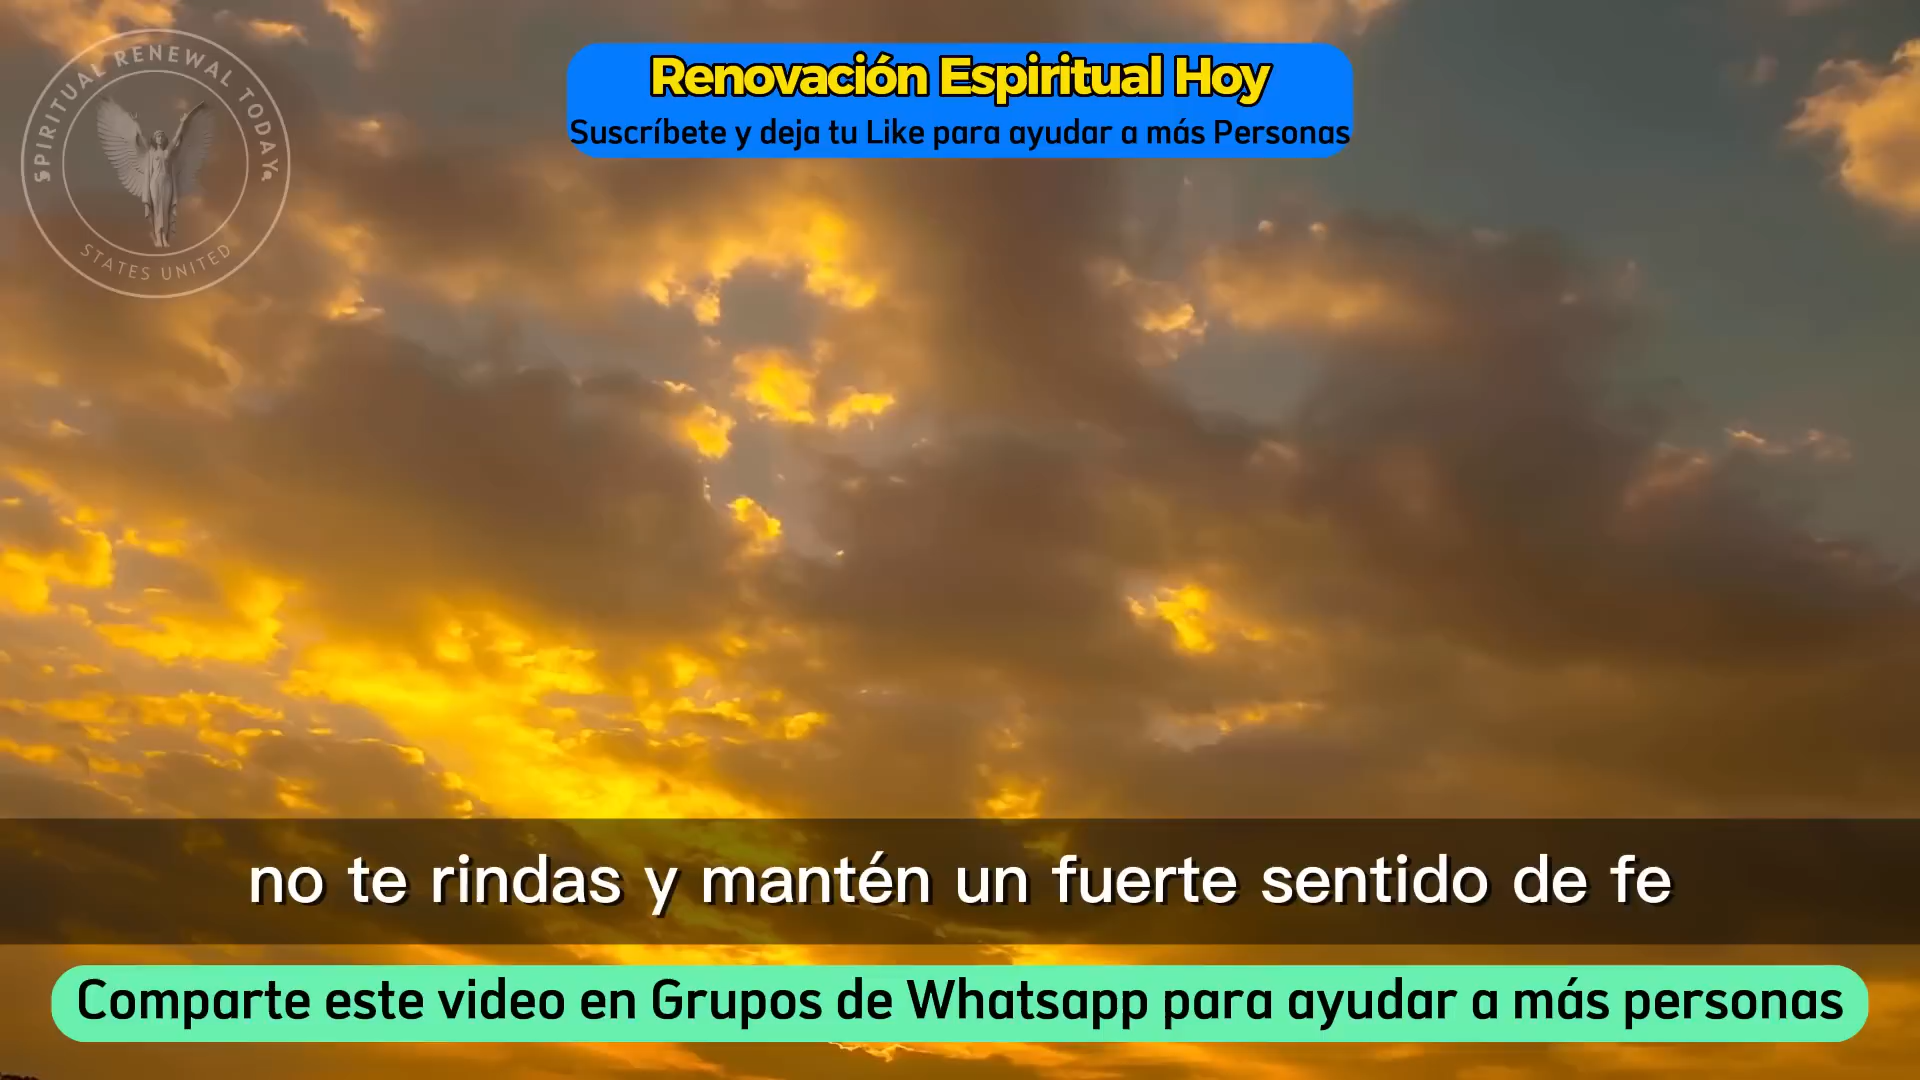 SPIRITUAL RENEWAL TODAY
STATES UNITED
Renovación Espiritual Hoy
Suscríbete y deja tu Like para ayudar a más Personas
no te rindas y mantén un fuerte sentido de fe
Comparte este video en Grupos de Whatsapp para ayudar a más personas